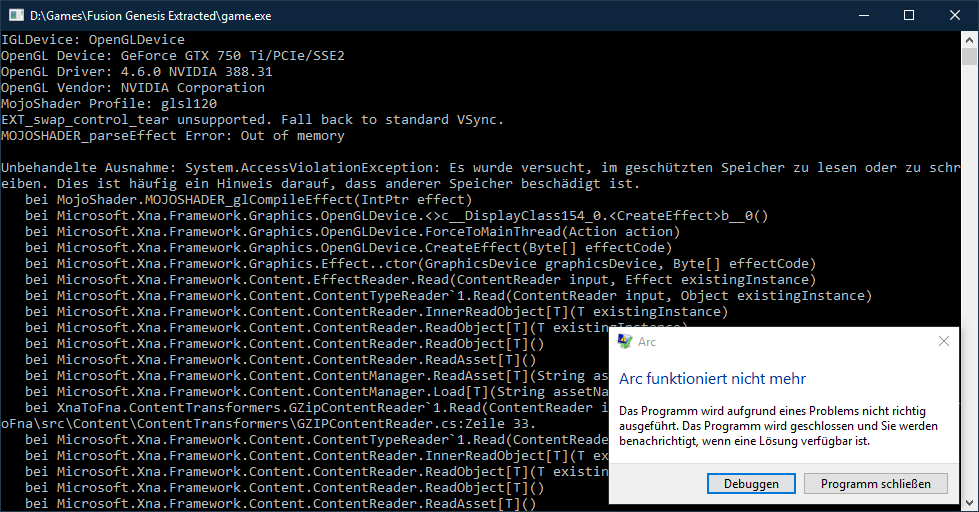 D:\Games\Fusion Genesis Extracted\game.exe
IGLDevice: OpenGLDevice
OpenGL Device: GeForce GTX 750 Ti/PCIe/SSE2
OpenGL Driver: 4.6.0 NVIDIA 388.31
OpenGL Vendor: NVIDIA Corporation
MojoShader Profile: glsl120
EXT_swap_control_tear unsupported. Fall back to standard VSync.
MOJOSHADER_parseEffect Error: Out of memory
Unbehandelte Ausnahme: System.AccessViolationException: Es wurde versucht, im geschützten Speicher zu lesen oder zu schr
eiben. Dies ist häufig ein Hinweis darauf, dass anderer Speicher beschädigt ist.
bei MojoShader.MOJOSHADER_glCompileEffect(IntPtr effect)
bei Microsoft.Xna.Framework.Graphics.OpenGLDevice.<>c__DisplayClass154_0.<CreateEffect>b__0()
bei Microsoft.Xna.Framework.Graphics.OpenGLDevice.ForceToMainThread(Action action)
bei Microsoft.Xna.Framework.Graphics.OpenGLDevice.CreateEffect(Byte[] effectCode)
bei Microsoft.Xna.Framework.Graphics.Effect..ctor(GraphicsDevice graphicsDevice, Byte[] effectCode)
bei Microsoft.Xna.Framework.Content.EffectReader.Read(ContentReader input, Effect existingInstance)
bei Microsoft.Xna.Framework.Content.ContentTypeReader`1.Read(ContentReader input, Object existingInstance)
bei Microsoft.Xna.Framework.Content.ContentReader.InnerReadObject[T](T existingInstance)
bei Microsoft.Xna.Framework.Content.ContentReader.ReadObject[T](T existingInstance)
bei Microsoft.Xna.Framework.Content.ContentReader.ReadObject[T]()
bei Microsoft.Xna.Framework.Content.ContentReader.ReadAsset[T]()
bei Microsoft.Xna.Framework.Content.ContentManager.ReadAsset[T](String as
bei Microsoft.Xna.Framework.Content.ContentManager.Load[T](String assetNa
bei XnaToFna.ContentTransformers.GZipContentReader`1.Read(ContentReader i
oFna\src\Content\ContentTransformers\GZIPContentReader.cs:Zeile 33.
bei Microsoft.Xna.Framework.Content.ContentTypeReader`1.Read(ContentReade
bei Microsoft.Xna.Framework.Content.ContentReader.InnerReadObject[T](T ex
bei Microsoft.Xna.Framework.Content.ContentReader.ReadObject[T](T existin
bei Microsoft.Xna.Framework.Content.ContentReader.ReadObject[T]()
bei Microsoft.Xna.Framework.Content.ContentReader.ReadAsset[T]()
Arc
Arc funktioniert nicht mehr
Das Programm wird aufgrund eines Problems nicht richtig
ausgeführt. Das Programm wird geschlossen und Sie werden
benachrichtigt, wenn eine Lösung verfügbar ist.
Debuggen
Programm schließen